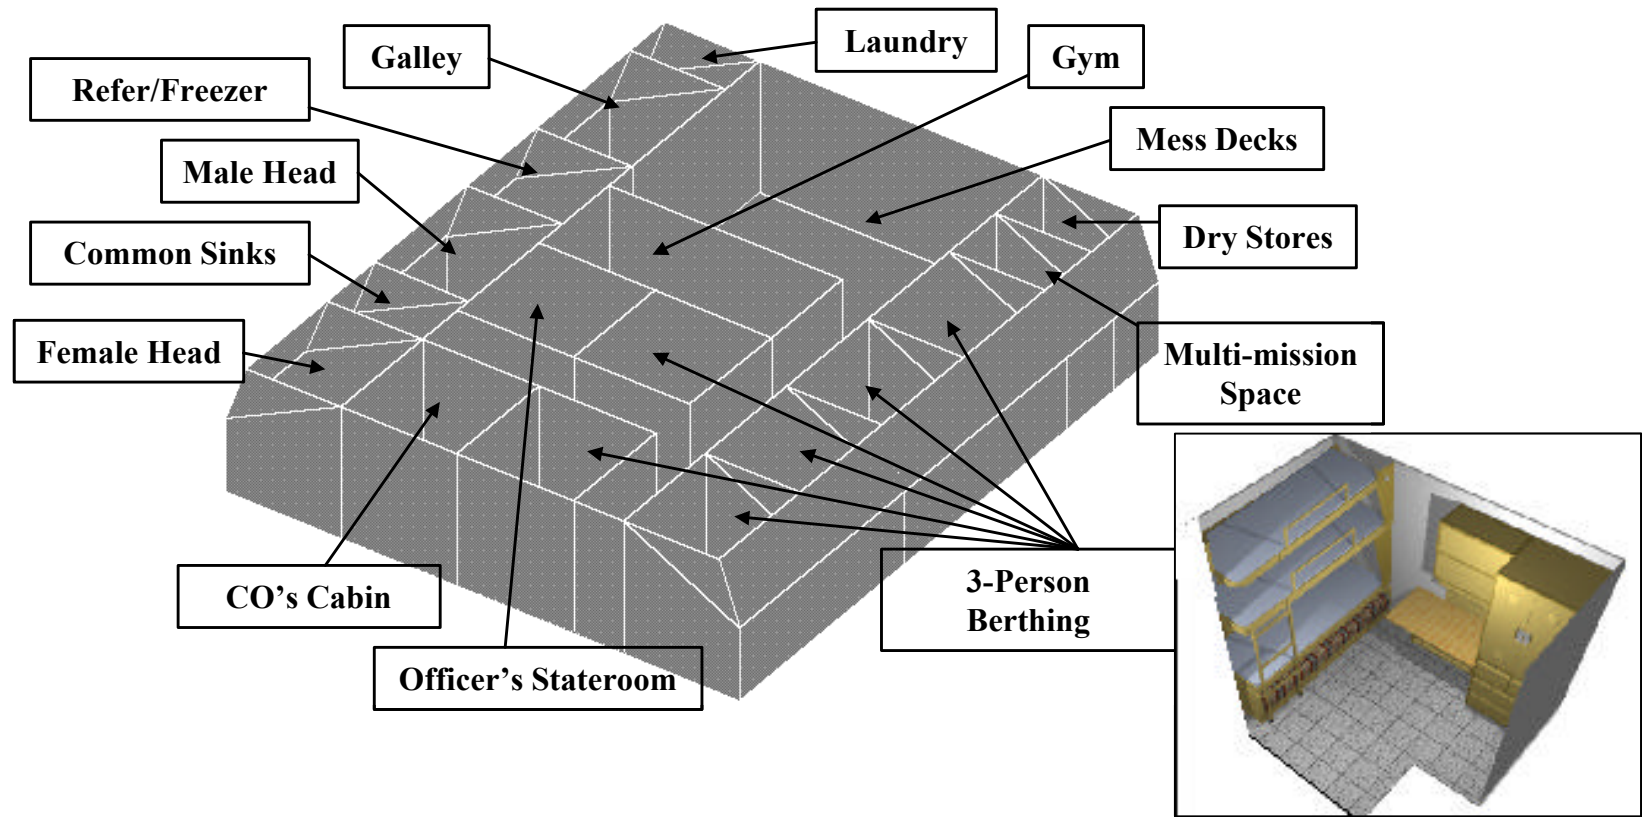 Laundry
Galley
Gym
Refer/Freezer
Mess Decks
Male Head
Dry Stores
Common Sinks
Female Head
Multi-mission
Space
CO’s Cabin
3-Person
Berthing
Officer’s Stateroom